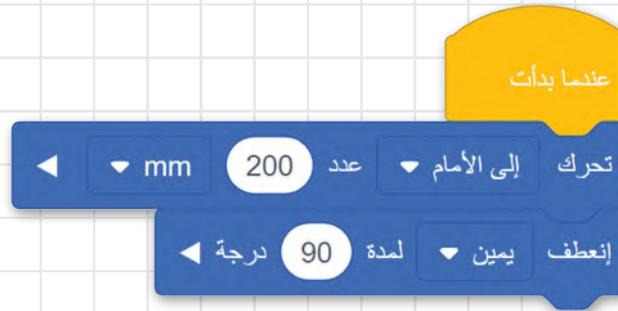 عندما بدأت
تحرك إلى الأمام عدد 200 mm
إنعطف يمين لمدة 90 درجة